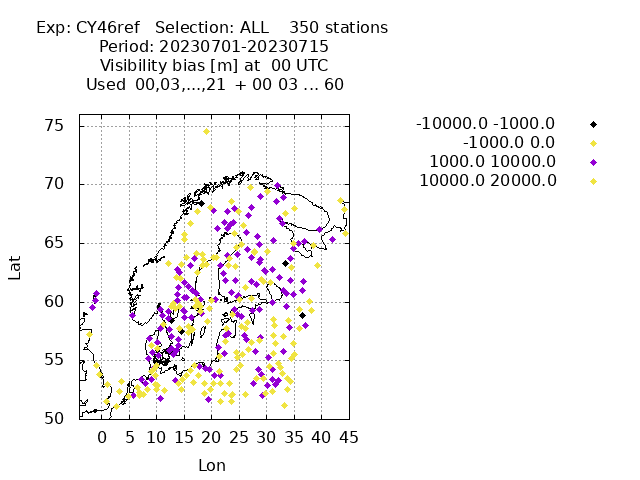 Exp: CY46ref   Selection: ALL    350 stations
Period: 20230701-20230715
Visibility bias [m] at  00 UTC
Used  00,03,...,21  + 00 03 ... 60
-10000.0 -1000.0
-1000.0 0.0
1000.0 10000.0
10000.0 20000.0
75
70
65
60
55
50
Lat
0 5 10 15 20 25 30 35 40 45
Lon